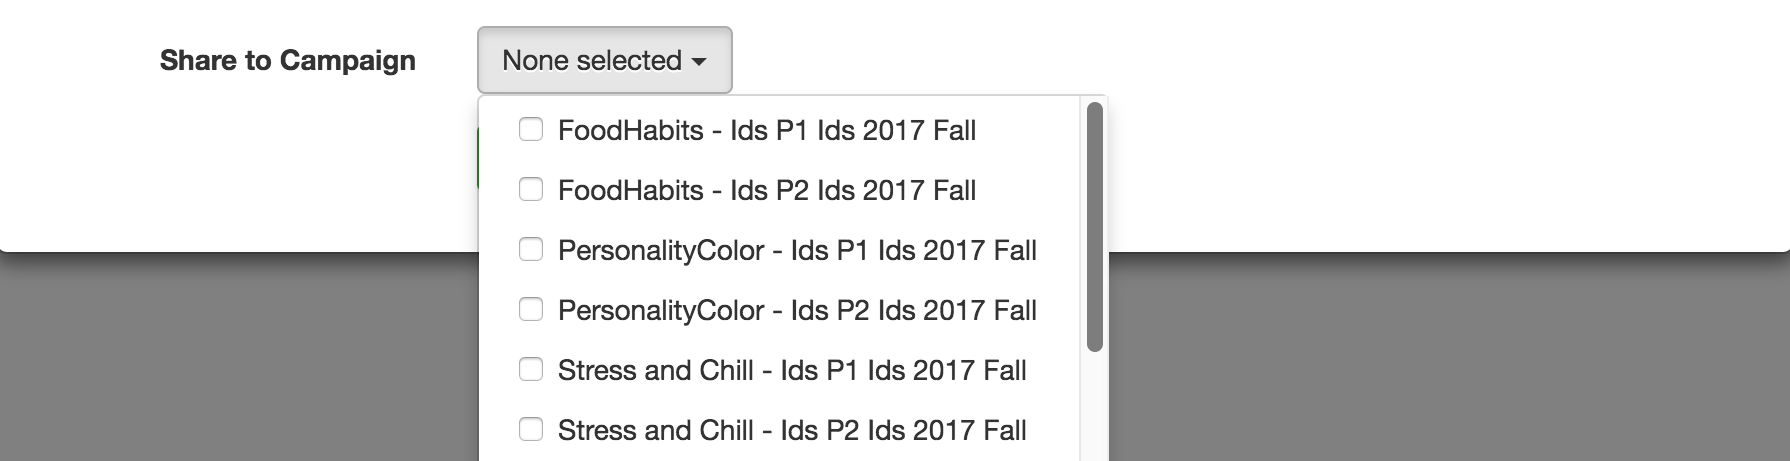 Share to Campaign
None selected
FoodHabits - Ids P1 Ids 2017 Fall
FoodHabits - Ids P2 Ids 2017 Fall
PersonalityColor - Ids P1 Ids 2017 Fall
PersonalityColor - Ids P2 Ids 2017 Fall
Stress and Chill - Ids P1 Ids 2017 Fall
Stress and Chill - Ids P2 Ids 2017 Fall